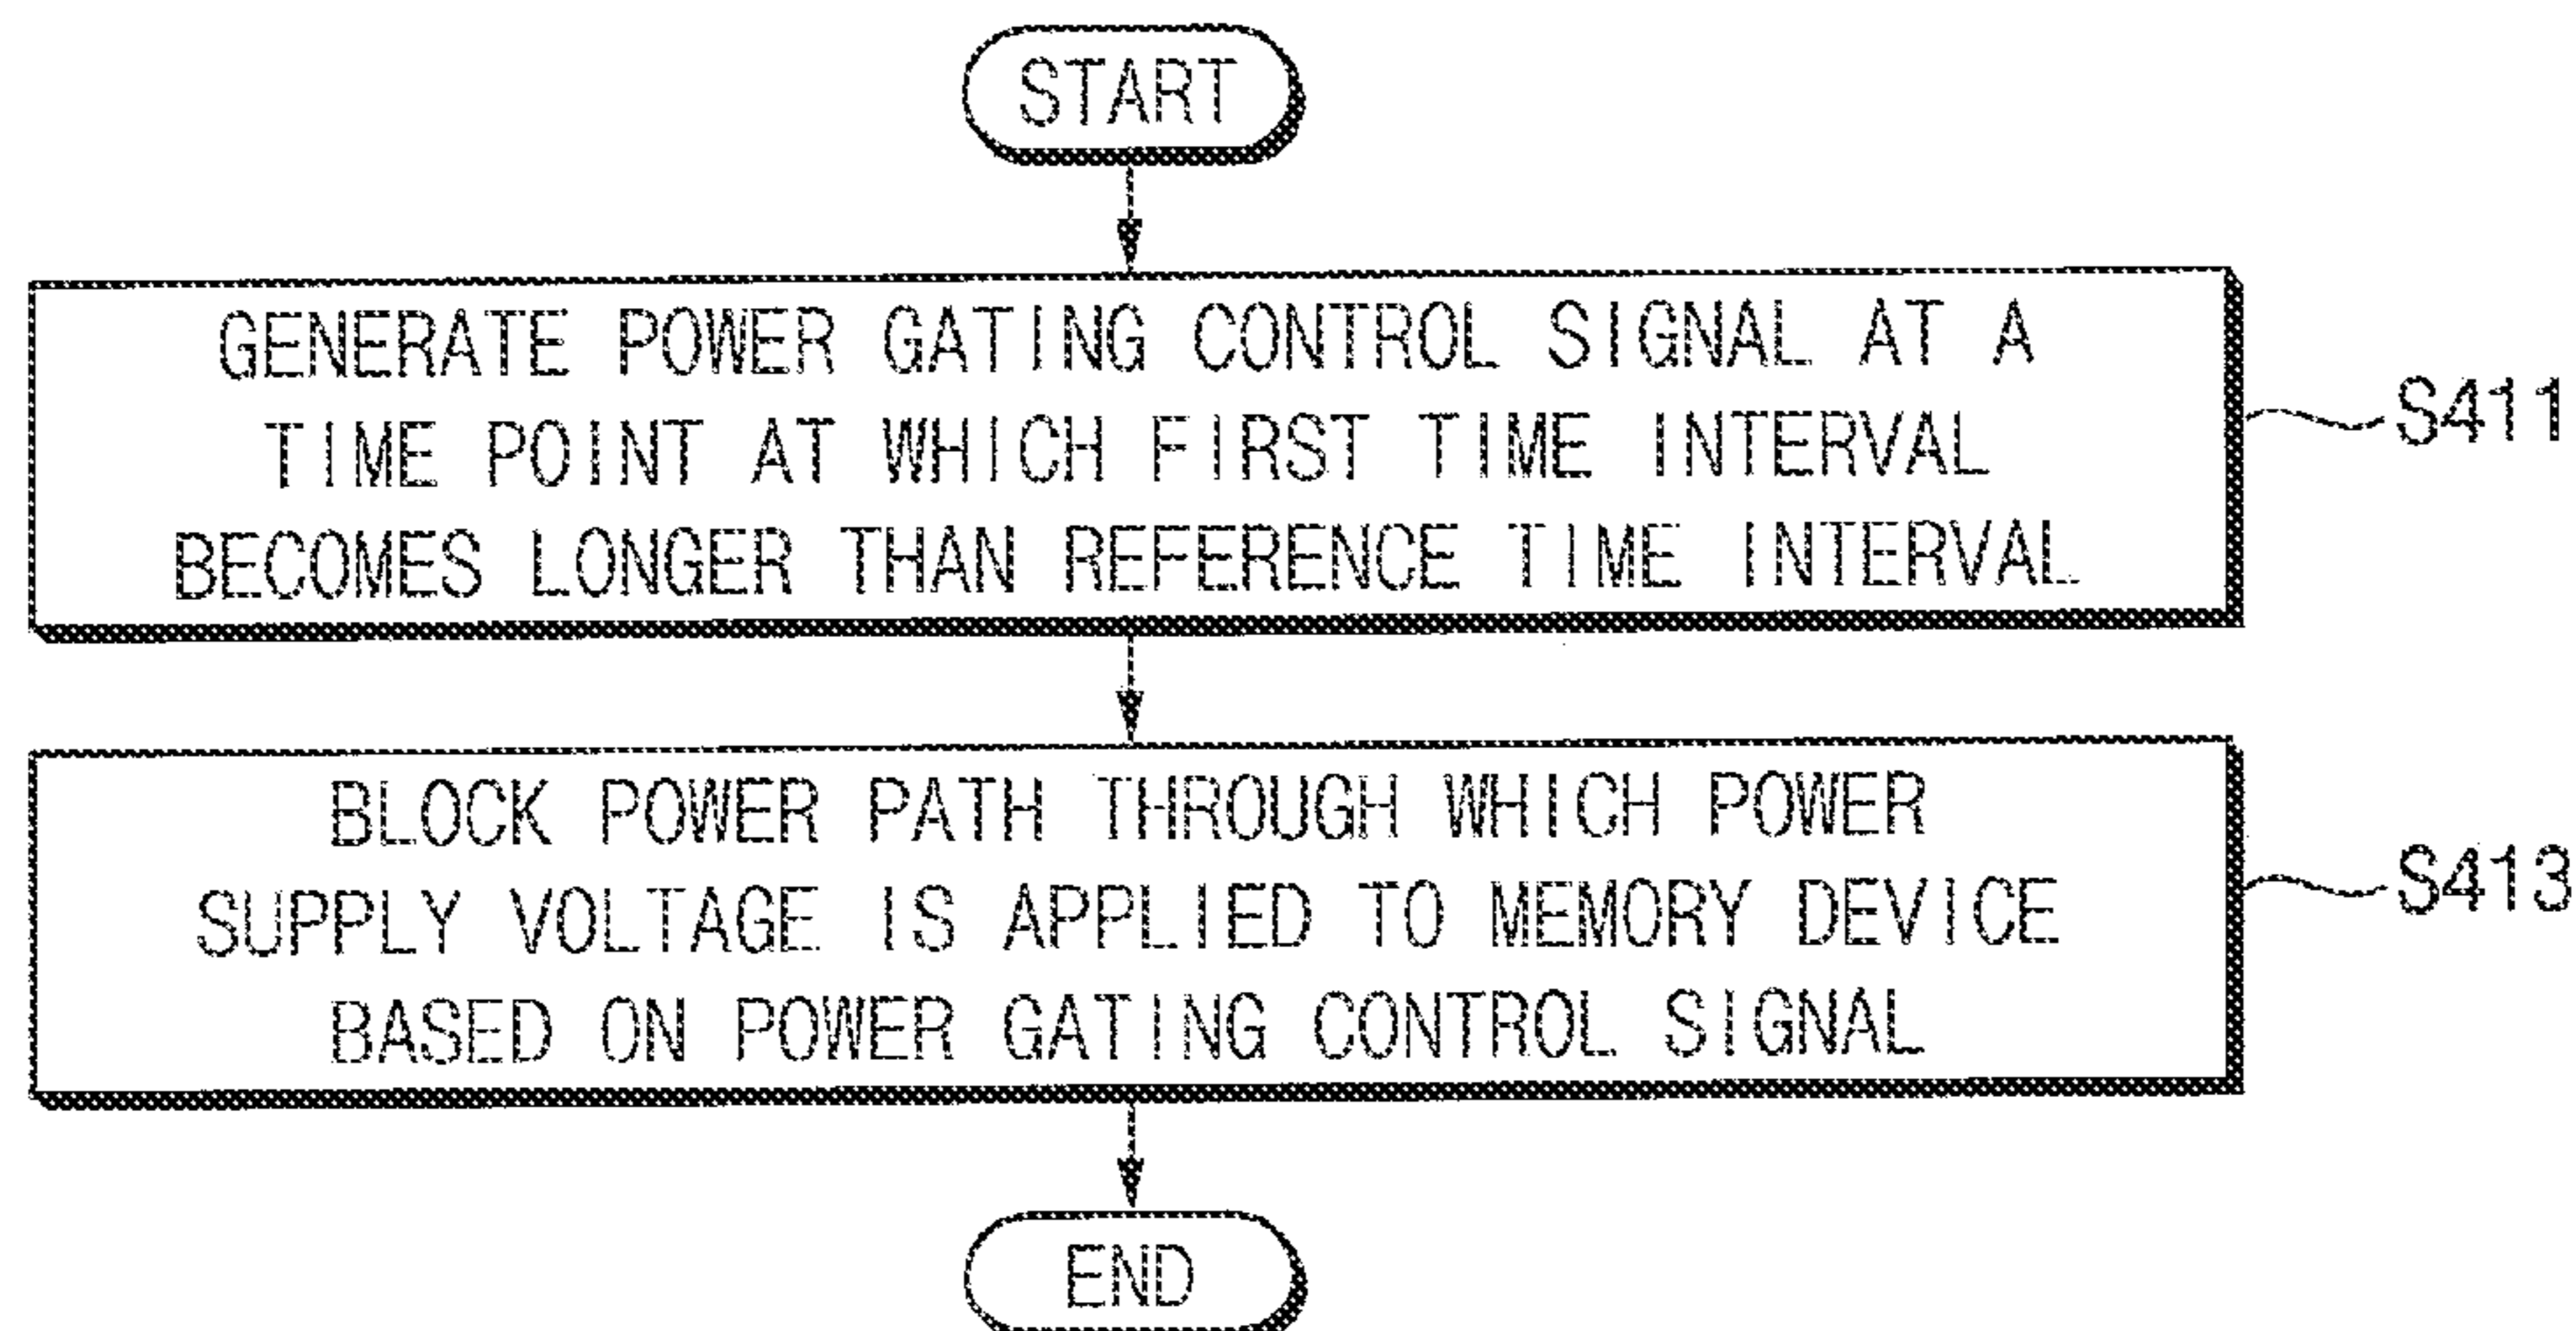 START
GENERATE POWER GATING CONTROL SIGNAL AT A
TIME POINT AT WHICH FIRST TIME INTERVAL
BECOMES LONGER THAN REFERENCE TIME INTERVAL
S411
BLOCK POWER PATH THROUGH WHICH POWER
SUPPLY VOLTAGE IS APPLIED TO MEMORY DEVICE
BASED ON POWER GATING CONTROL SIGNAL
S413
END